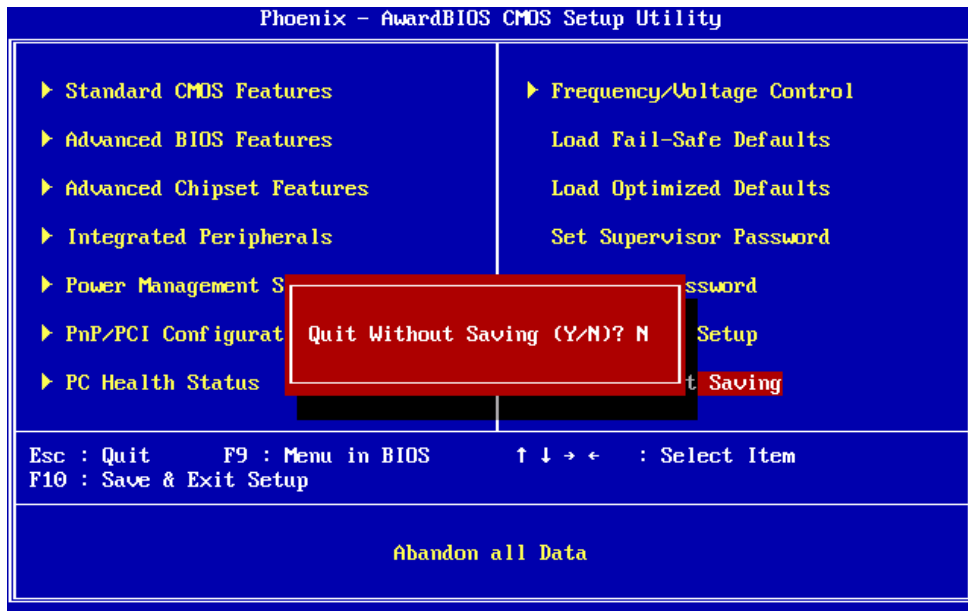 Phoenix - AwardBIOS CMOS Setup Utility
Standard CMOS Features
Advanced BIOS Features
Advanced Chipset Features
Integrated Peripherals
Power Management S
PnP/PCI Configurat
PC Health Status
Frequency/Voltage Control
Load Fail-Safe Defaults
Load Optimized Defaults
Set Supervisor Password
ssword
Setup
t Saving
Quit Without Saving (Y/N)? N
Esc : Quit F9 : Menu in BIOS ↑ ↓ → ← : Select Item
F10 : Save & Exit Setup
Abandon all Data